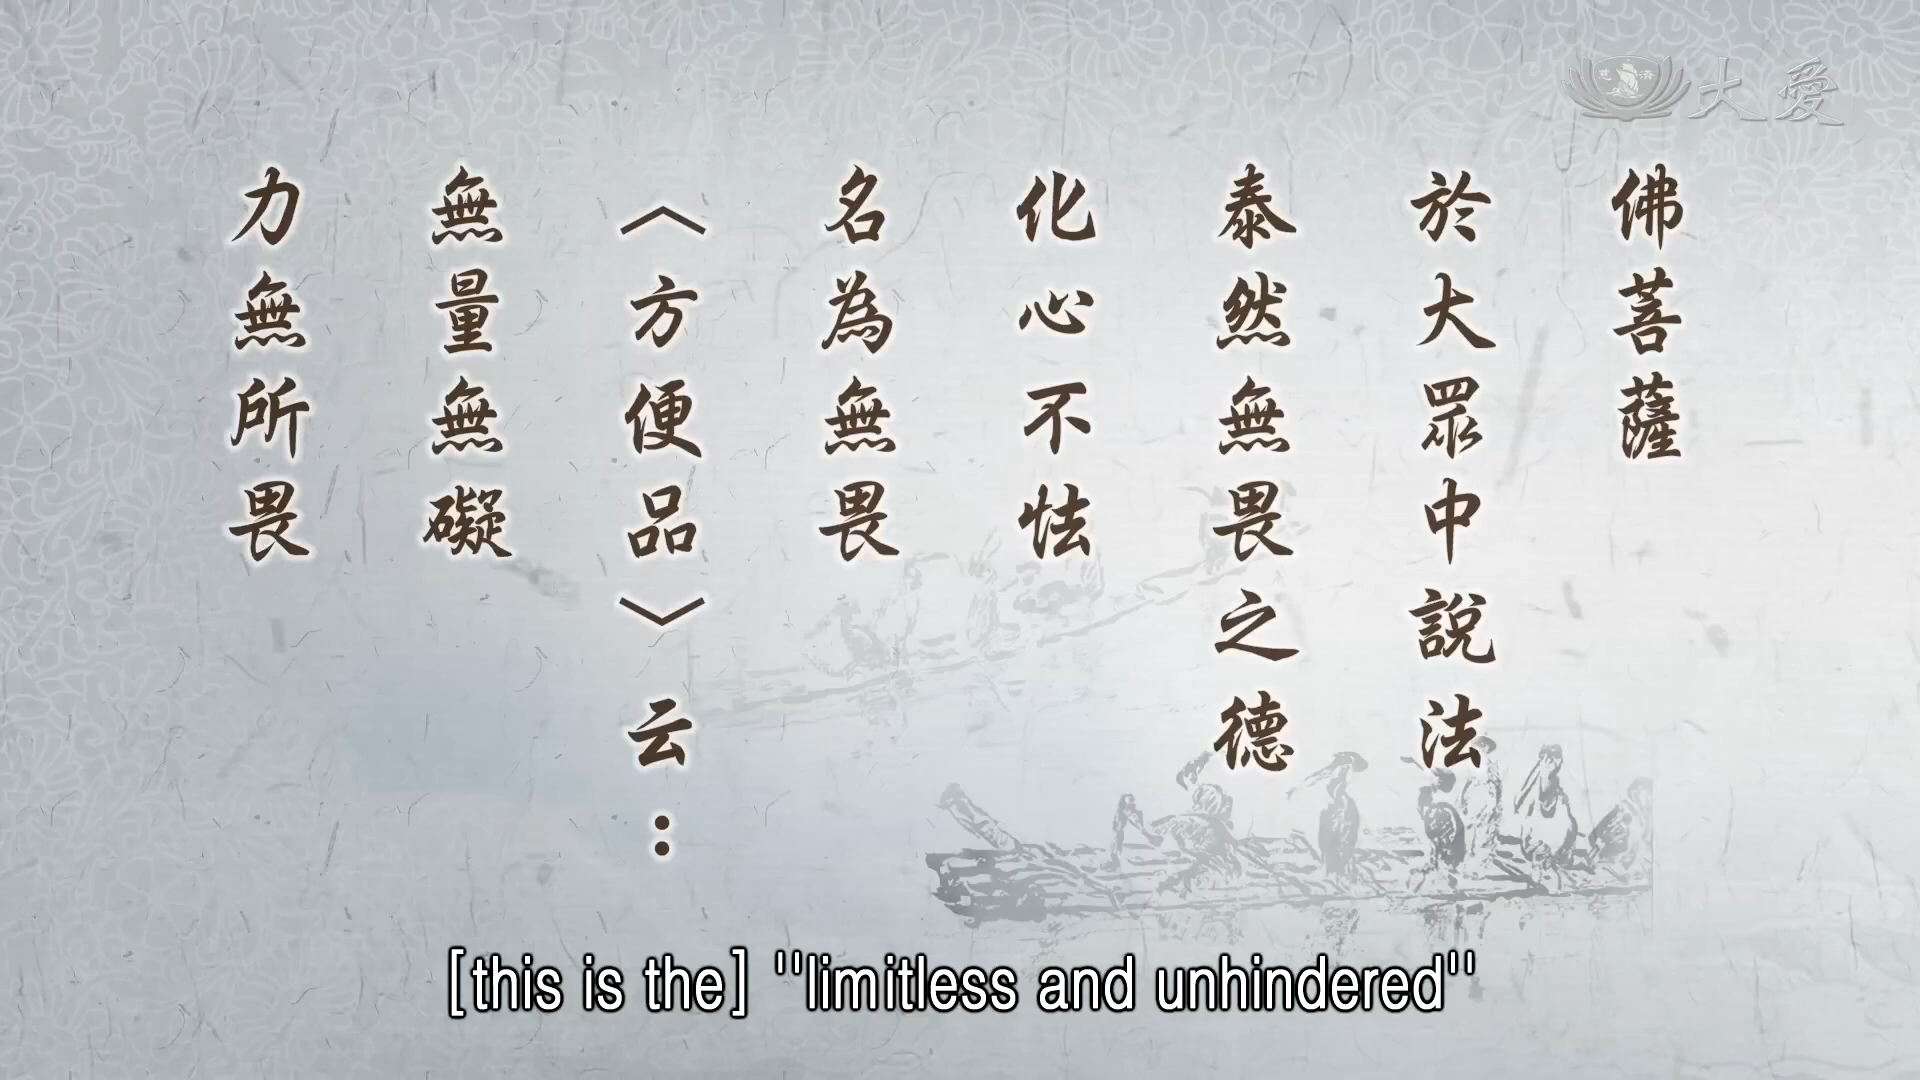 佛菩薩
於大眾中說法
泰然無畏之德
化心不怯
名為無畏
〈方便品〉云：
無量無礙
力無所畏
大愛
慈濟
[this is the] "limitless and unhindered"